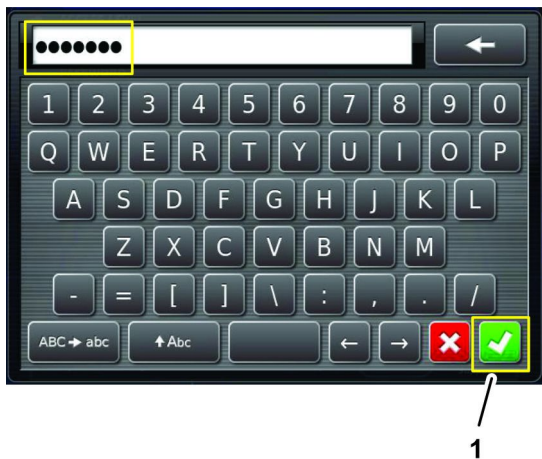 ●●●●●●●
←
1 2 3 4 5 6 7 8 9 0
Q W E R T Y U I O P
A S D F G H J K L
Z X C V B N M
- = [ ] \ : , . /
ABC → abc ↑ Abc ← →
1